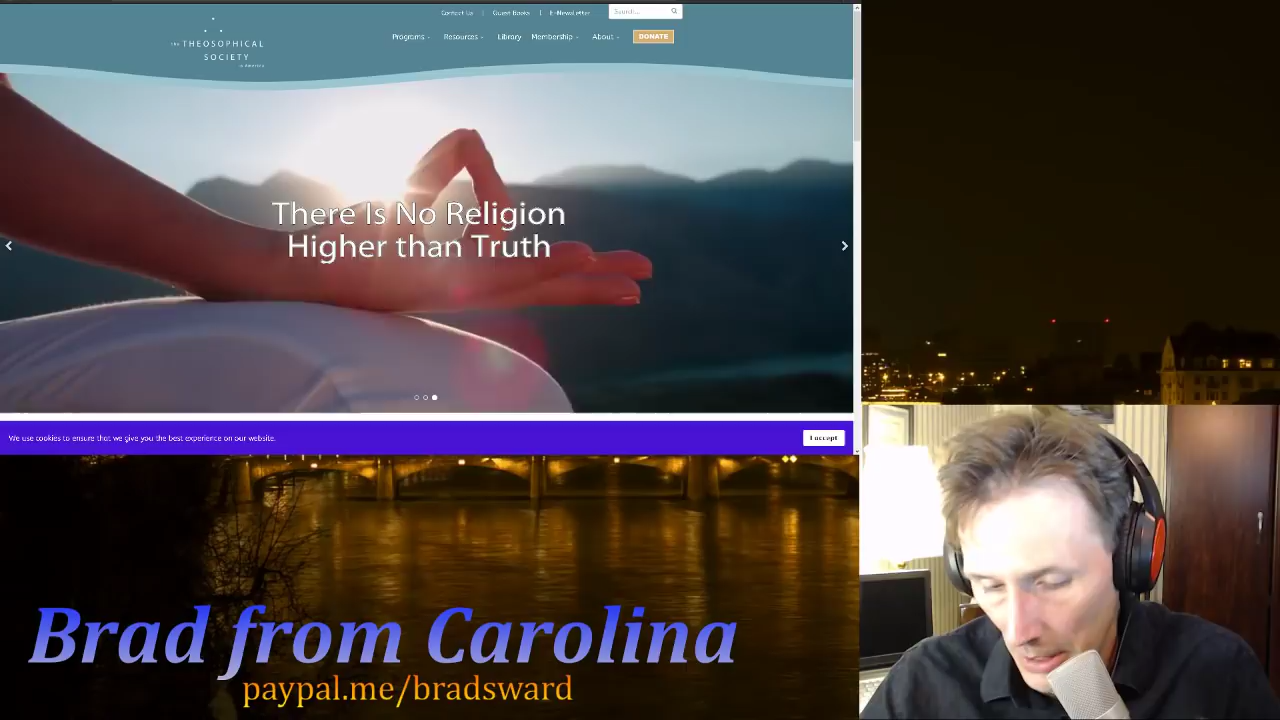 Contact Us | Quest Books | E-Newsletter
Search...
THE THEOSOPHICAL
SOCIETY
in America
Programs
Resources
Library
Membership
About
DONATE
There Is No Religion
Higher than Truth
We use cookies to ensure that we give you the best experience on our website.
I accept
Brad from Carolina
paypal.me/bradsward